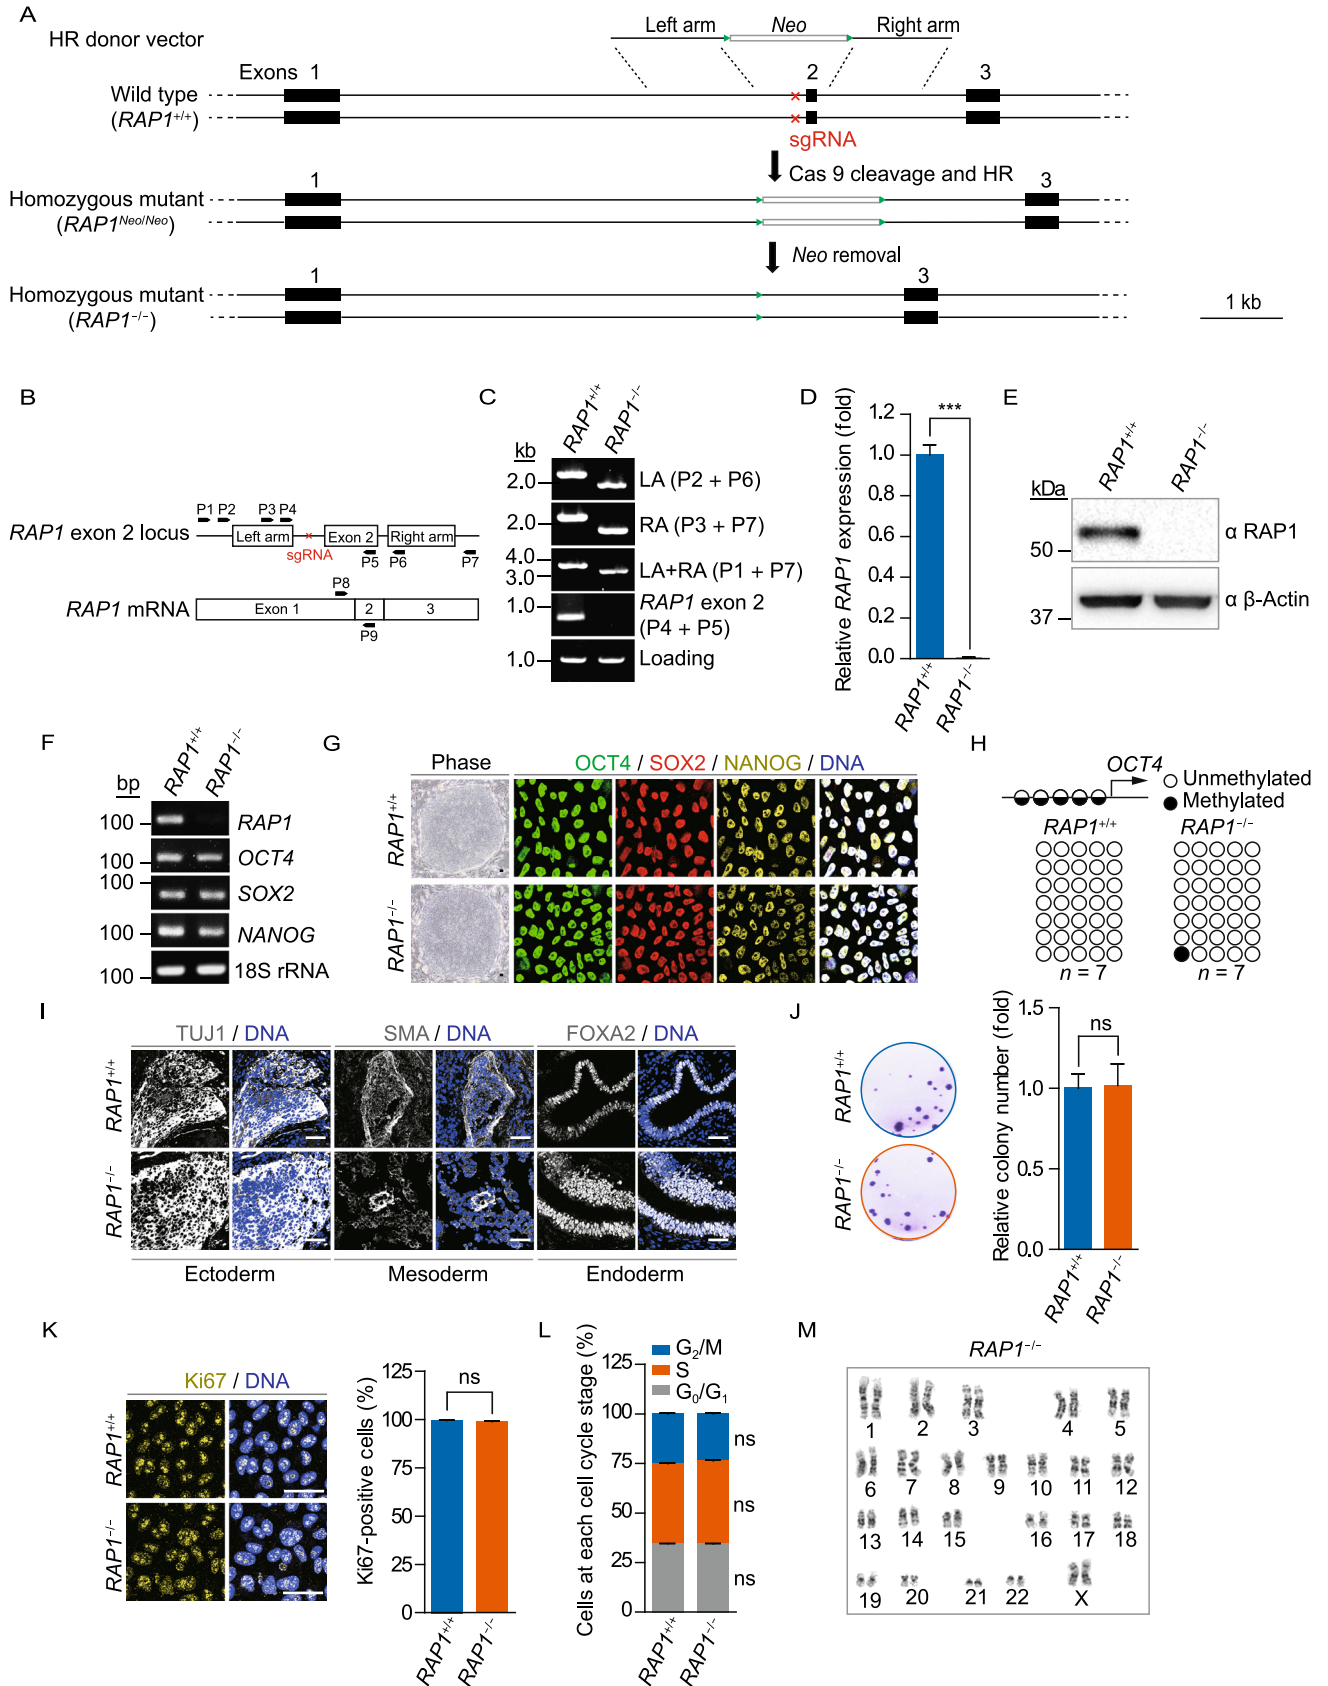 A
HR donor vector
Left arm Neo Right arm
Exons 1 2 3
Wild type
(RAP1+/+)
sgRNA
Cas 9 cleavage and HR
1 3
Homozygous mutant
(RAP1Neo/Neo)
Neo removal
1 3
Homozygous mutant
(RAP1−/−)
1 kb
B
P1 P2 P3 P4
RAP1 exon 2 locus
Left arm Exon 2 Right arm
sgRNA
P5 P6 P7
P8
RAP1 mRNA
Exon 1 2 3
P9
C
RAP1+/+ RAP1−/−
kb
2.0 LA (P2 + P6)
2.0 RA (P3 + P7)
4.0
3.0 LA+RA (P1 + P7)
1.0 RAP1 exon 2
(P4 + P5)
1.0 Loading
D
Relative RAP1 expression (fold)
1.2
1.0
0.8
0.6
0.4
0.2
0.0
***
RAP1+/+ RAP1−/−
E
RAP1+/+ RAP1−/−
kDa
50
α RAP1
37
α β-Actin
F
RAP1+/+ RAP1−/−
bp
100 RAP1
100 OCT4
100 SOX2
100 NANOG
100 18S rRNA
G
Phase OCT4 / SOX2 / NANOG / DNA
RAP1+/+
RAP1−/−
H
OCT4
Unmethylated
Methylated
RAP1+/+ RAP1−/−
n = 7 n = 7
I
TUJ1 / DNA SMA / DNA FOXA2 / DNA
RAP1+/+
RAP1−/−
Ectoderm Mesoderm Endoderm
J
RAP1+/+
RAP1−/−
Relative colony number (fold)
1.5
1.0
0.5
0.0
ns
RAP1+/+ RAP1−/−
K
Ki67 / DNA
RAP1+/+
RAP1−/−
Ki67-positive cells (%)
125
100
75
50
25
0
ns
RAP1+/+ RAP1−/−
L
Cells at each cell cycle stage (%)
G2/M
S
G0/G1
125
100
75
50
25
0
ns
ns
ns
RAP1+/+ RAP1−/−
M
RAP1−/−
1 2 3 4 5
6 7 8 9 10 11 12
13 14 15 16 17 18
19 20 21 22 X